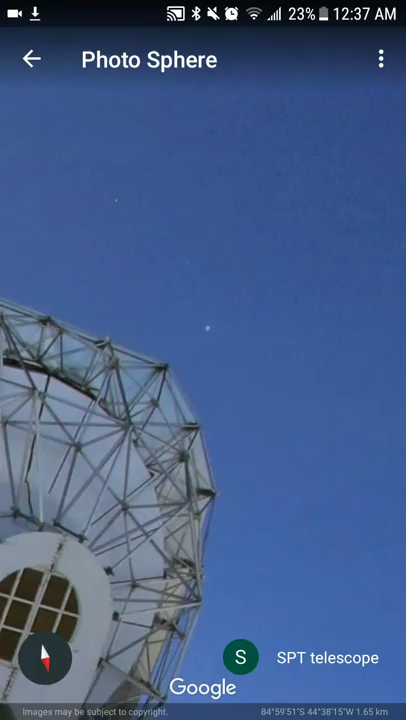 23% 12:37 AM
Photo Sphere
S SPT telescope
Google
Images may be subject to copyright. 84°59'51"S 44°38'15"W 1.65 km